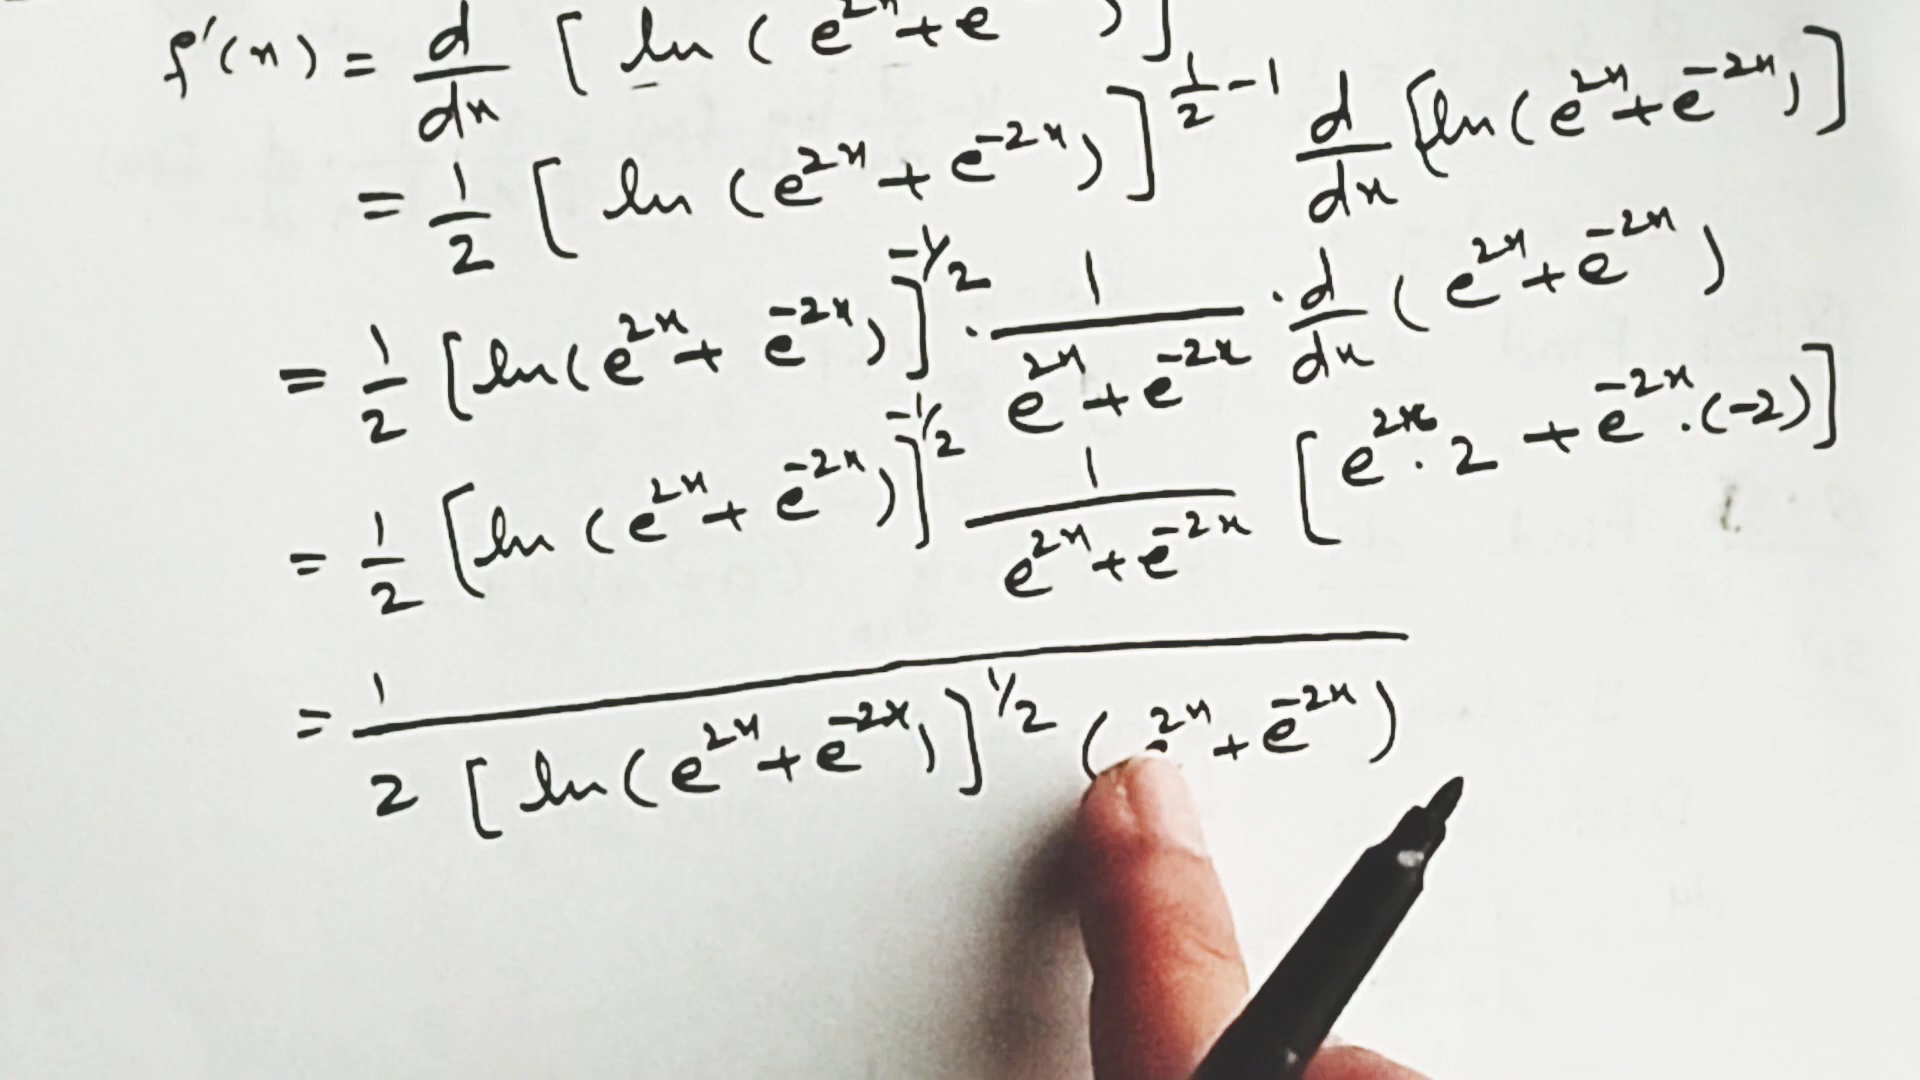 f'(x) = d/dx [ ln ( e^2x + e ) ]
= 1/2 [ ln ( e^2x + e^-2x ) ]^1/2 - 1 d/dx [ ln ( e^2x + e^-2x ) ]
= 1/2 [ ln ( e^2x + e^-2x ) ]^-1/2 · 1/(e^2x + e^-2x) · d/dx ( e^2x + e^-2x )
= 1/2 [ ln ( e^2x + e^-2x ) ]^-1/2 1/(e^2x + e^-2x) [ e^2x · 2 + e^-2x · (-2) ]
= 1/(2 [ ln ( e^2x + e^-2x ) ]^1/2 ( e^2x + e^-2x ))